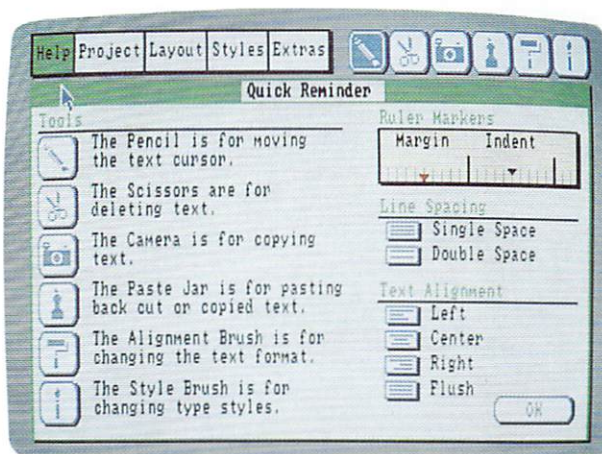 Help Project Layout Styles Extras
Quick Reminder
Tools
The Pencil is for moving
the text cursor.
The Scissors are for
deleting text.
The Camera is for copying
text.
The Paste Jar is for pasting
back cut or copied text.
The Alignment Brush is for
changing the text format.
The Style Brush is for
changing type styles.
Ruler Markers
Margin Indent
Line Spacing
Single Space
Double Space
Text Alignment
Left
Center
Right
Flush
OK